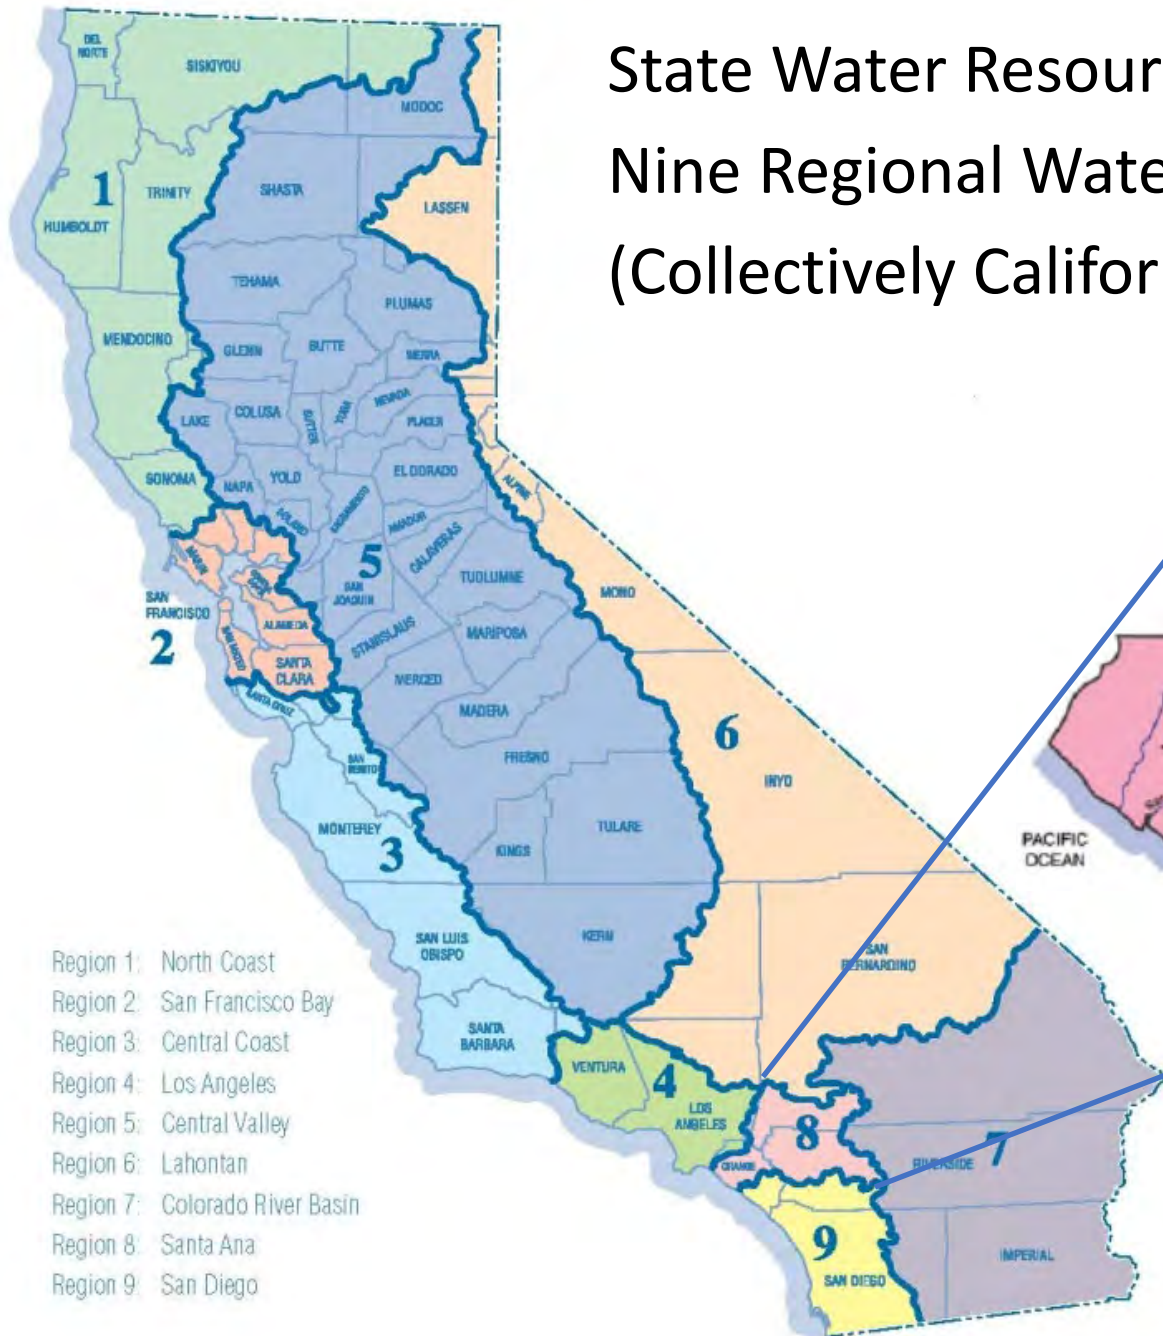 State Water Resour
Nine Regional Wate
(Collectively Califor
DEL
NORTE
SISKIYOU
MODOC
1
TRINITY
SHASTA
LASSEN
HUMBOLDT
TEHAMA
PLUMAS
MENDOCINO
GLENN
BUTTE
SIERRA
NEVADA
LAKE
COLUSA
SUTTER
YUBA
PLACER
SONOMA
NAPA
YOLO
EL DORADO
ALPINE
SOLANO
SACRAMENTO
AMADOR
CALAVERAS
MARIN
5
SAN
JOAQUIN
TUOLUMNE
MONO
SAN
FRANCISCO
2
ALAMEDA
SAN MATEO
STANISLAUS
MARIPOSA
SANTA
CLARA
MERCED
SANTA CRUZ
MADERA
6
SAN
BENITO
FRESNO
INYO
MONTEREY
3
TULARE
KINGS
PACIFIC
OCEAN
SAN LUIS
OBISPO
KERN
SAN
BERNARDINO
Region 1: North Coast
Region 2: San Francisco Bay
Region 3: Central Coast
Region 4: Los Angeles
Region 5: Central Valley
Region 6: Lahontan
Region 7: Colorado River Basin
Region 8: Santa Ana
Region 9: San Diego
SANTA
BARBARA
VENTURA
4
LOS
ANGELES
8
ORANGE
RIVERSIDE
7
9
SAN DIEGO
IMPERIAL